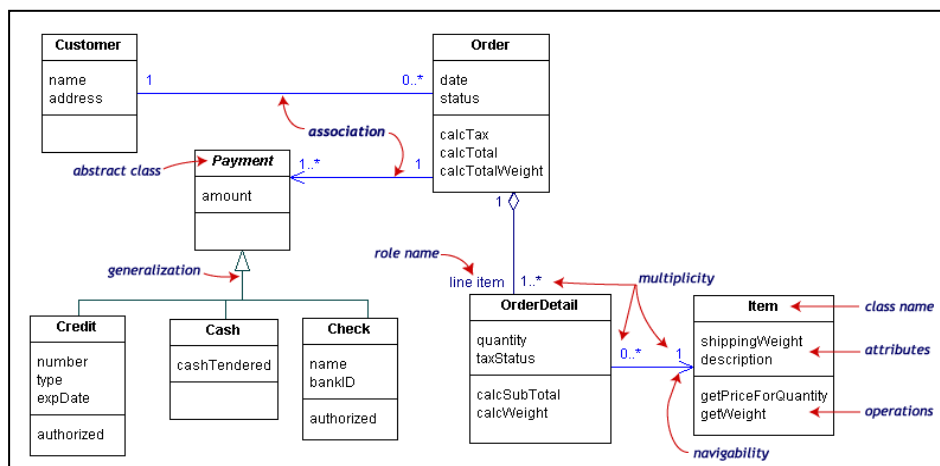 Customer
name
address
1
0..*
Order
date
status
calcTax
calcTotal
calcTotalWeight
association
abstract class
Payment
amount
1..*
1
1
generalization
role name
line item
1..*
multiplicity
Credit
number
type
expDate
authorized
Cash
cashTendered
Check
name
bankID
authorized
OrderDetail
quantity
taxStatus
calcSubTotal
calcWeight
0..*
1
Item
shippingWeight
description
getPriceForQuantity
getWeight
class name
attributes
operations
navigability